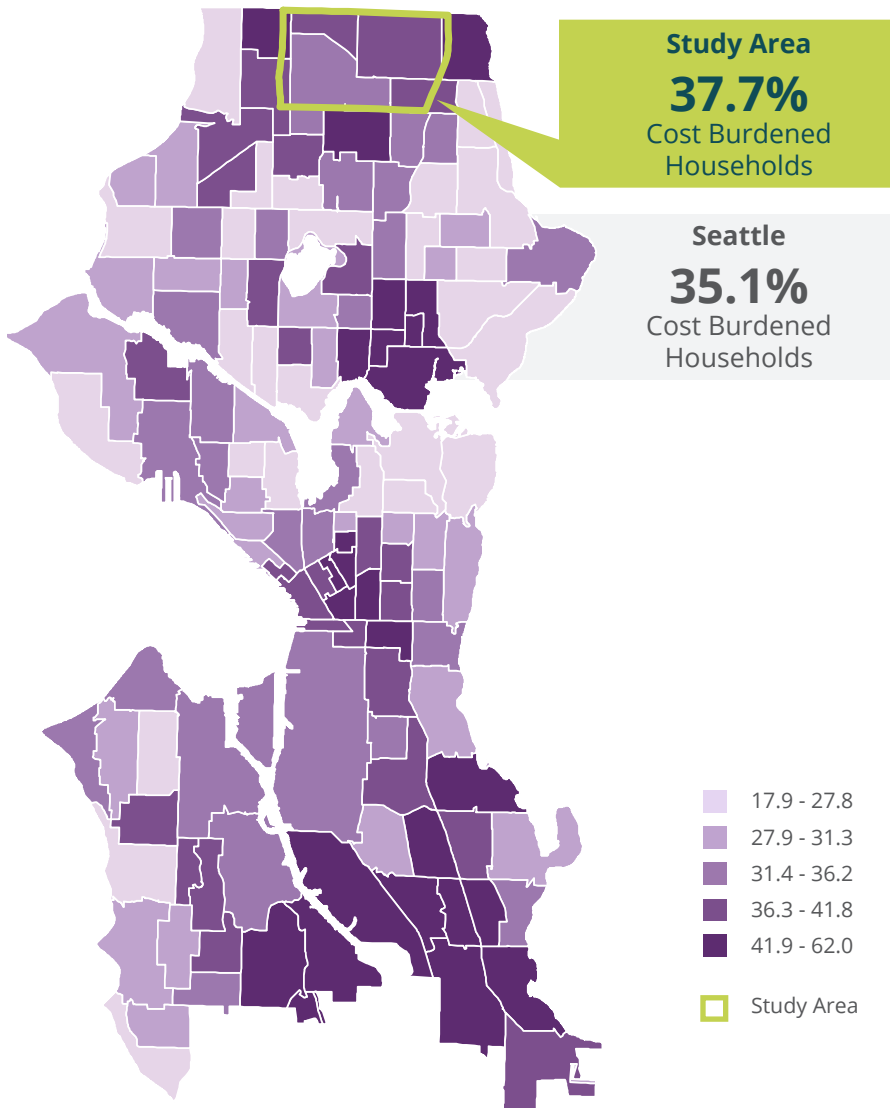 Study Area
37.7%
Cost Burdened
Households
Seattle
35.1%
Cost Burdened
Households
17.9 - 27.8
27.9 - 31.3
31.4 - 36.2
36.3 - 41.8
41.9 - 62.0
Study Area